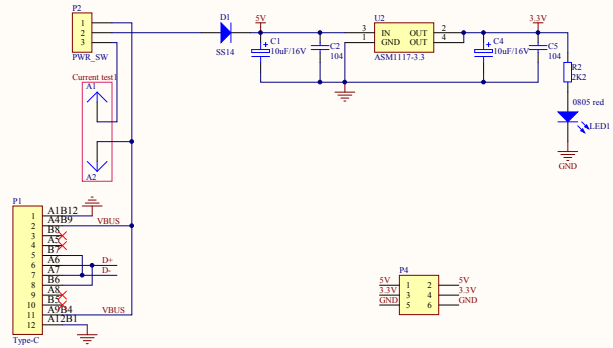 P2
1
2
3
PWR_SW
D1
SS14
5V
C1
10uF/16V
C2
104
U2
3 IN OUT 2
1 GND OUT 4
ASM1117-3.3
C4
10uF/16V
3.3V
C5
104
R2
2K2
0805 red
LED1
GND
Current test1
A1
A2
P1
1 A1B12
2 A4B9 VBUS
3 B8
4 A5
5 B7
6 A6 D+
7 A7 D-
8 B6
9 A8
10 B5
11 A9B4 VBUS
12 A12B1
Type-C
P4
5V 1 2 5V
3.3V 3 4 3.3V
GND 5 6 GND